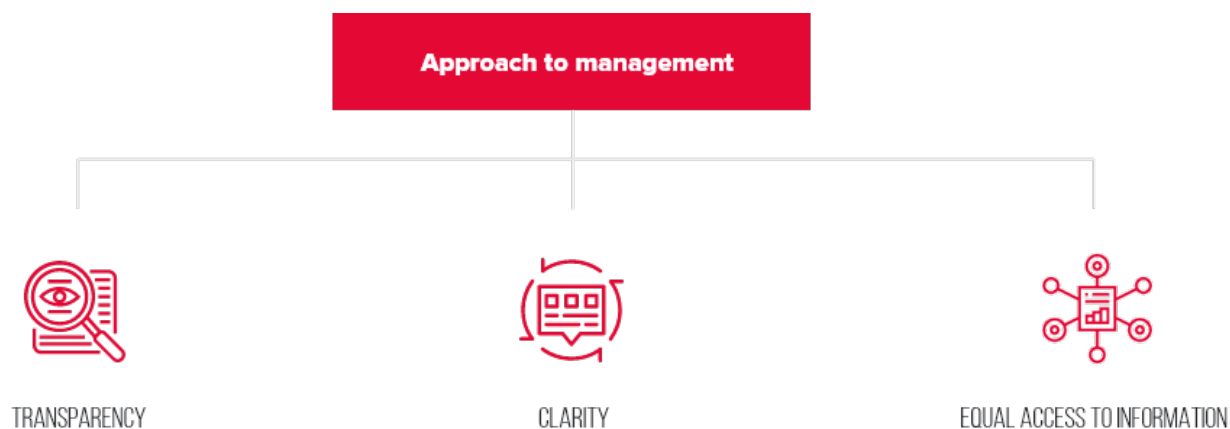 Approach to management
TRANSPARENCY
CLARITY
EQUAL ACCESS TO INFORMATION